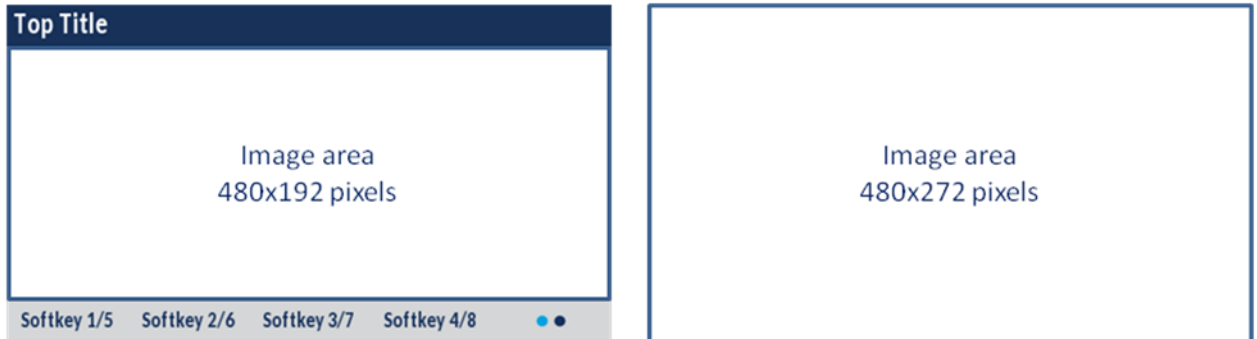 Top Title
Image area
480x192 pixels
Softkey 1/5 Softkey 2/6 Softkey 3/7 Softkey 4/8
Image area
480x272 pixels